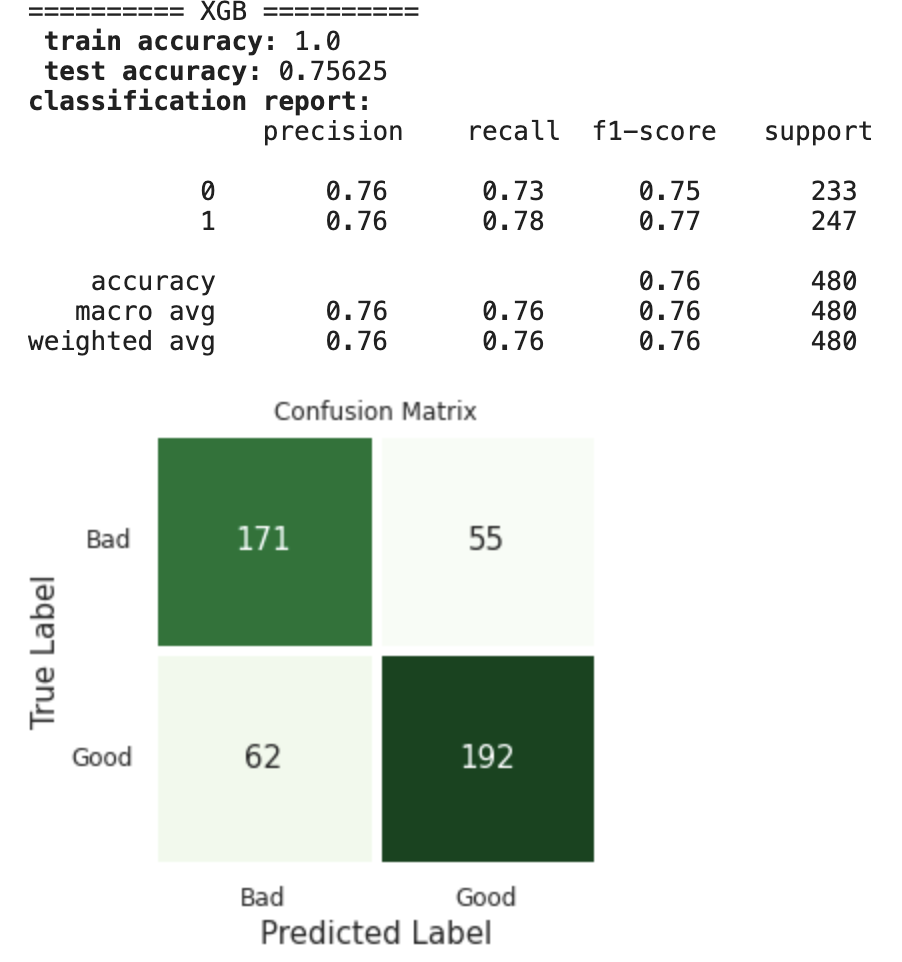 ========== XGB ==========
train accuracy: 1.0
test accuracy: 0.75625
classification report:
precision recall f1-score support
0 0.76 0.73 0.75 233
1 0.76 0.78 0.77 247
accuracy 0.76 480
macro avg 0.76 0.76 0.76 480
weighted avg 0.76 0.76 0.76 480
Confusion Matrix
Bad 171 55
True Label
Good 62 192
Bad Good
Predicted Label